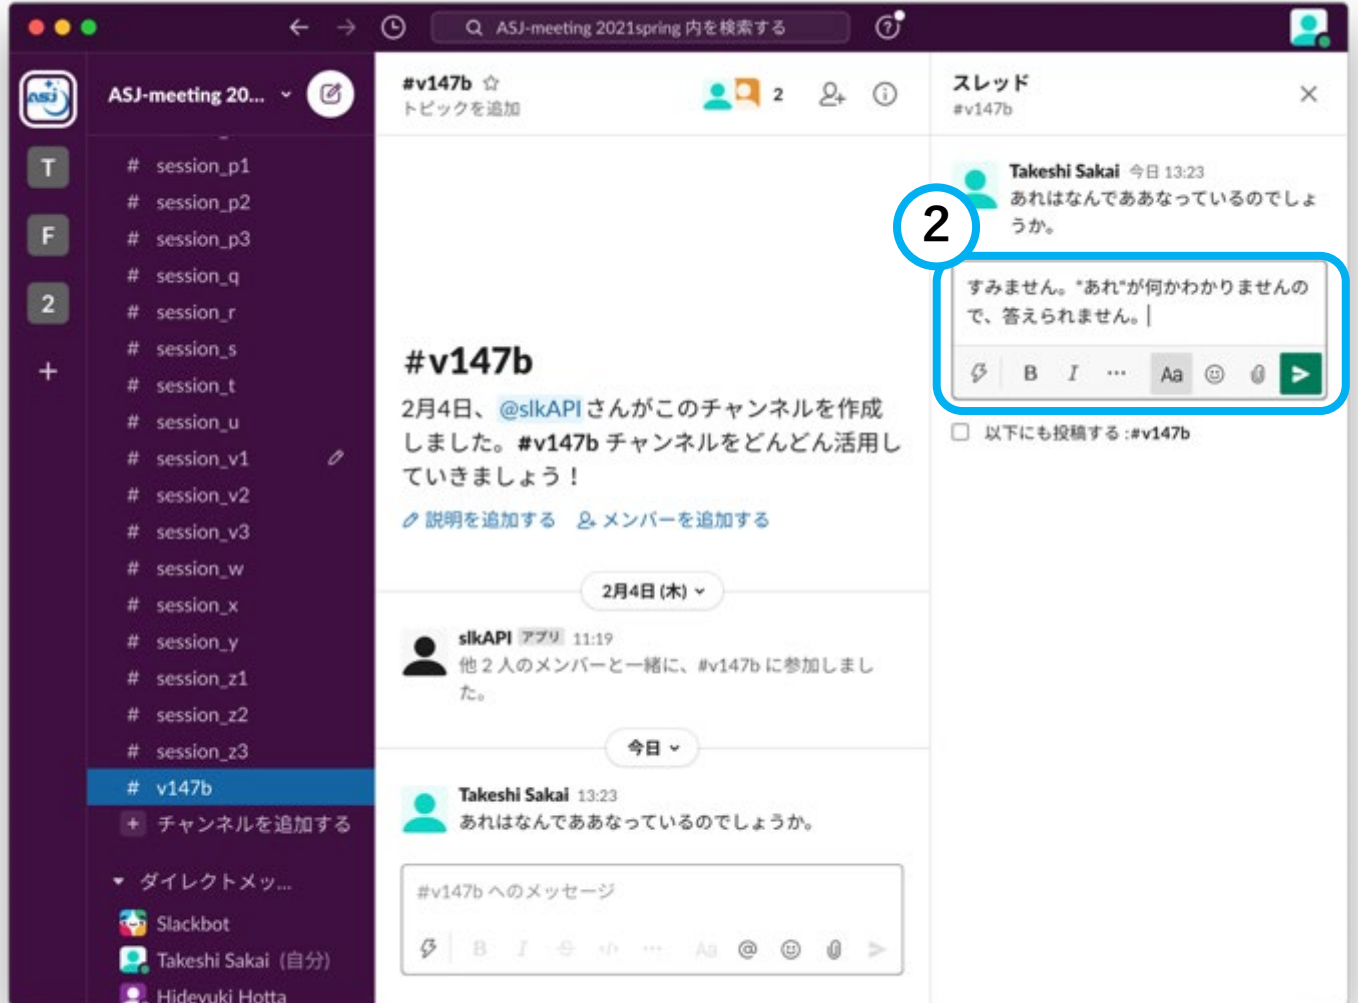 ASJ-meeting 2021spring 内を検索する
asj
T
F
2
+
ASJ-meeting 20...
# session_p1
# session_p2
# session_p3
# session_q
# session_r
# session_s
# session_t
# session_u
# session_v1
# session_v2
# session_v3
# session_w
# session_x
# session_y
# session_z1
# session_z2
# session_z3
# v147b
+ チャンネルを追加する
ダイレクトメッ...
Slackbot
Takeshi Sakai (自分)
Hideyuki Hotta
#v147b
トピックを追加
2
#v147b
2月4日、@slkAPIさんがこのチャンネルを作成
しました。#v147b チャンネルをどんどん活用し
ていきましょう！
説明を追加する メンバーを追加する
2月4日 (木)
slkAPI アプリ 11:19
他 2 人のメンバーと一緒に、#v147b に参加しまし
た。
今日
Takeshi Sakai 13:23
あれはなんでああなっているのでしょうか。
#v147b へのメッセージ
B I S </> ... Aa @
スレッド
#v147b
Takeshi Sakai 今日 13:23
あれはなんでああなっているのでしょ
うか。
2
すみません。"あれ"が何かわかりませんの
で、答えられません。
B I ... Aa
以下にも投稿する :#v147b